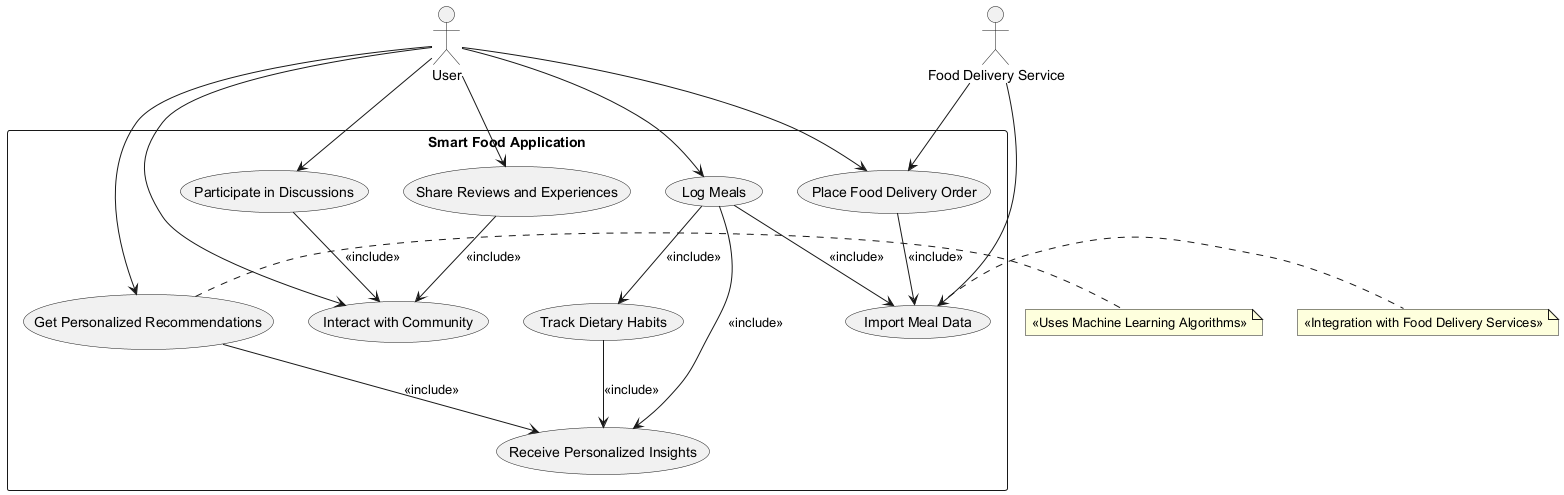 User
Food Delivery Service
Smart Food Application
Participate in Discussions
Share Reviews and Experiences
Log Meals
Place Food Delivery Order
«include»
«include»
«include»
«include»
«include»
Get Personalized Recommendations
Interact with Community
Track Dietary Habits
«include»
Import Meal Data
«Uses Machine Learning Algorithms»
«Integration with Food Delivery Services»
«include»
«include»
Receive Personalized Insights